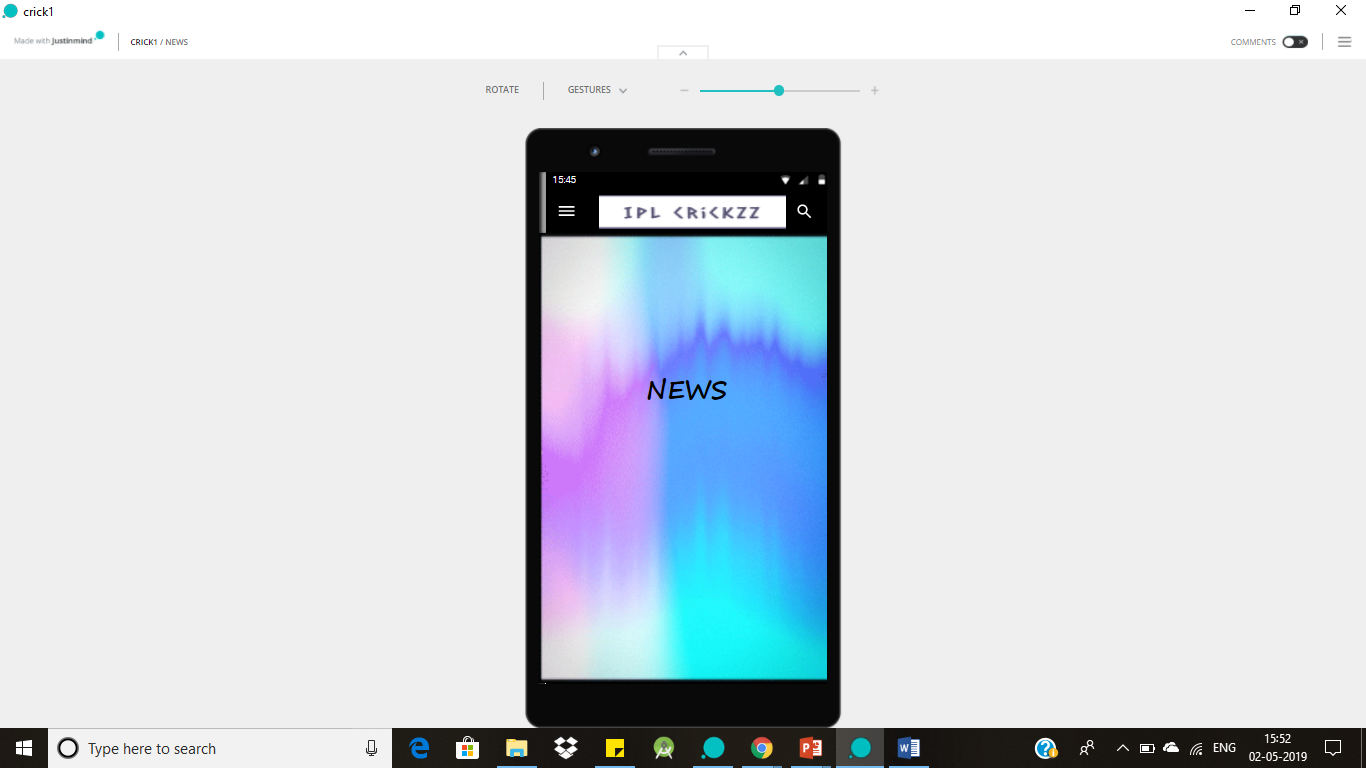 crick1
Made with Justinmind
CRICK1 / NEWS
COMMENTS
ROTATE
GESTURES
15:45
IPL CRiCKZZ
NEWS
Type here to search
ENG
15:52
02-05-2019